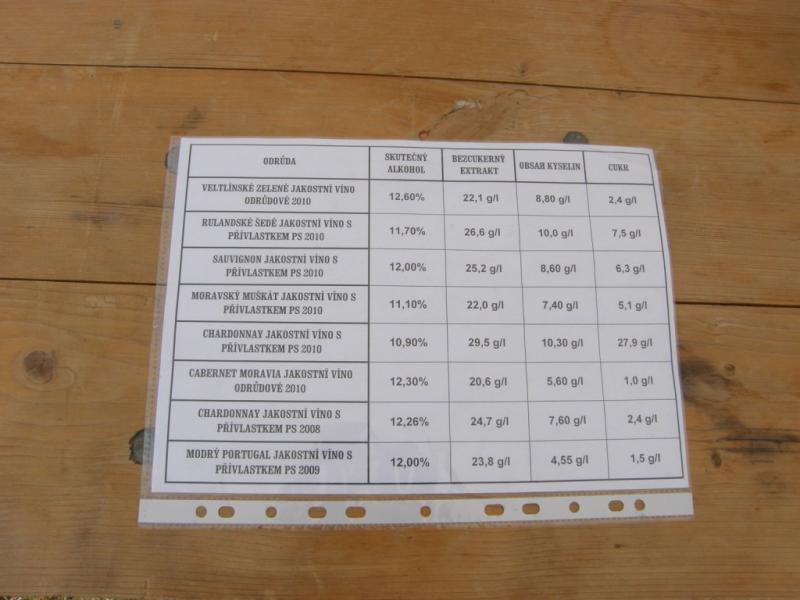 ODRŮDA
SKUTEČNÝ
ALKOHOL
BEZCUKERNÝ
EXTRAKT
OBSAH KYSELIN
CUKR
VELTLÍNSKÉ ZELENÉ JAKOSTNÍ VÍNO
ODRŮDOVÉ 2010
12,60%
22,1 g/l
8,80 g/l
2,4 g/l
RULANDSKÉ ŠEDÉ JAKOSTNÍ VÍNO S
PŘÍVLASTKEM PS 2010
11,70%
26,6 g/l
10,0 g/l
7,5 g/l
SAUVIGNON JAKOSTNÍ VÍNO S
PŘÍVLASTKEM PS 2010
12,00%
25,2 g/l
8,60 g/l
6,3 g/l
MORAVSKÝ MUŠKÁT JAKOSTNÍ VÍNO S
PŘÍVLASTKEM PS 2010
11,10%
22,0 g/l
7,40 g/l
5,1 g/l
CHARDONNAY JAKOSTNÍ VÍNO S
PŘÍVLASTKEM PS 2010
10,90%
29,5 g/l
10,30 g/l
27,9 g/l
CABERNET MORAVIA JAKOSTNÍ VÍNO
ODRŮDOVÉ 2010
12,30%
20,6 g/l
5,60 g/l
1,0 g/l
CHARDONNAY JAKOSTNÍ VÍNO S
PŘÍVLASTKEM PS 2008
12,26%
24,7 g/l
7,60 g/l
2,4 g/l
MODRÝ PORTUGAL JAKOSTNÍ VÍNO S
PŘÍVLASTKEM PS 2009
12,00%
23,8 g/l
4,55 g/l
1,5 g/l